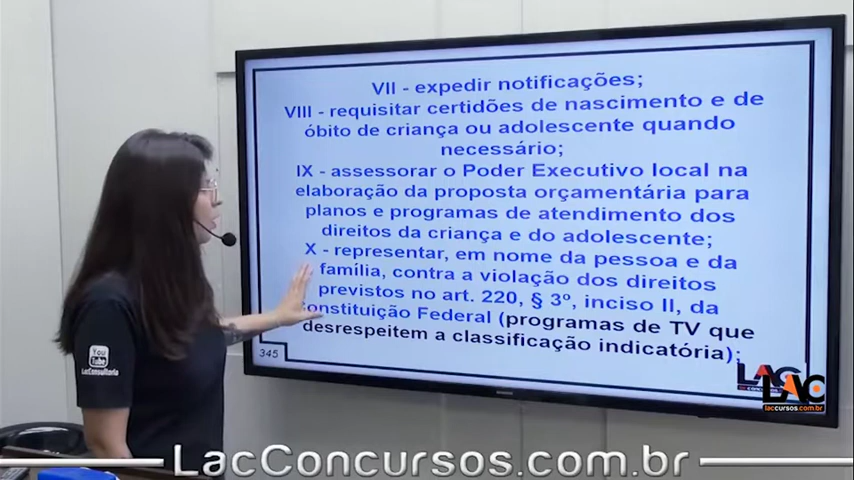 VII - expedir notificações;
VIII - requisitar certidões de nascimento e de
óbito de criança ou adolescente quando
necessário;
IX - assessorar o Poder Executivo local na
elaboração da proposta orçamentária para
planos e programas de atendimento dos
direitos da criança e do adolescente;
X - representar, em nome da pessoa e da
família, contra a violação dos direitos
previstos no art. 220, § 3º, inciso II, da
Constituição Federal (programas de TV que
desrespeitem a classificação indicatória);
345
LAC
LAC
lacconcursos.com.br
You
Tube
LacConcursos
LacConcursos.com.br